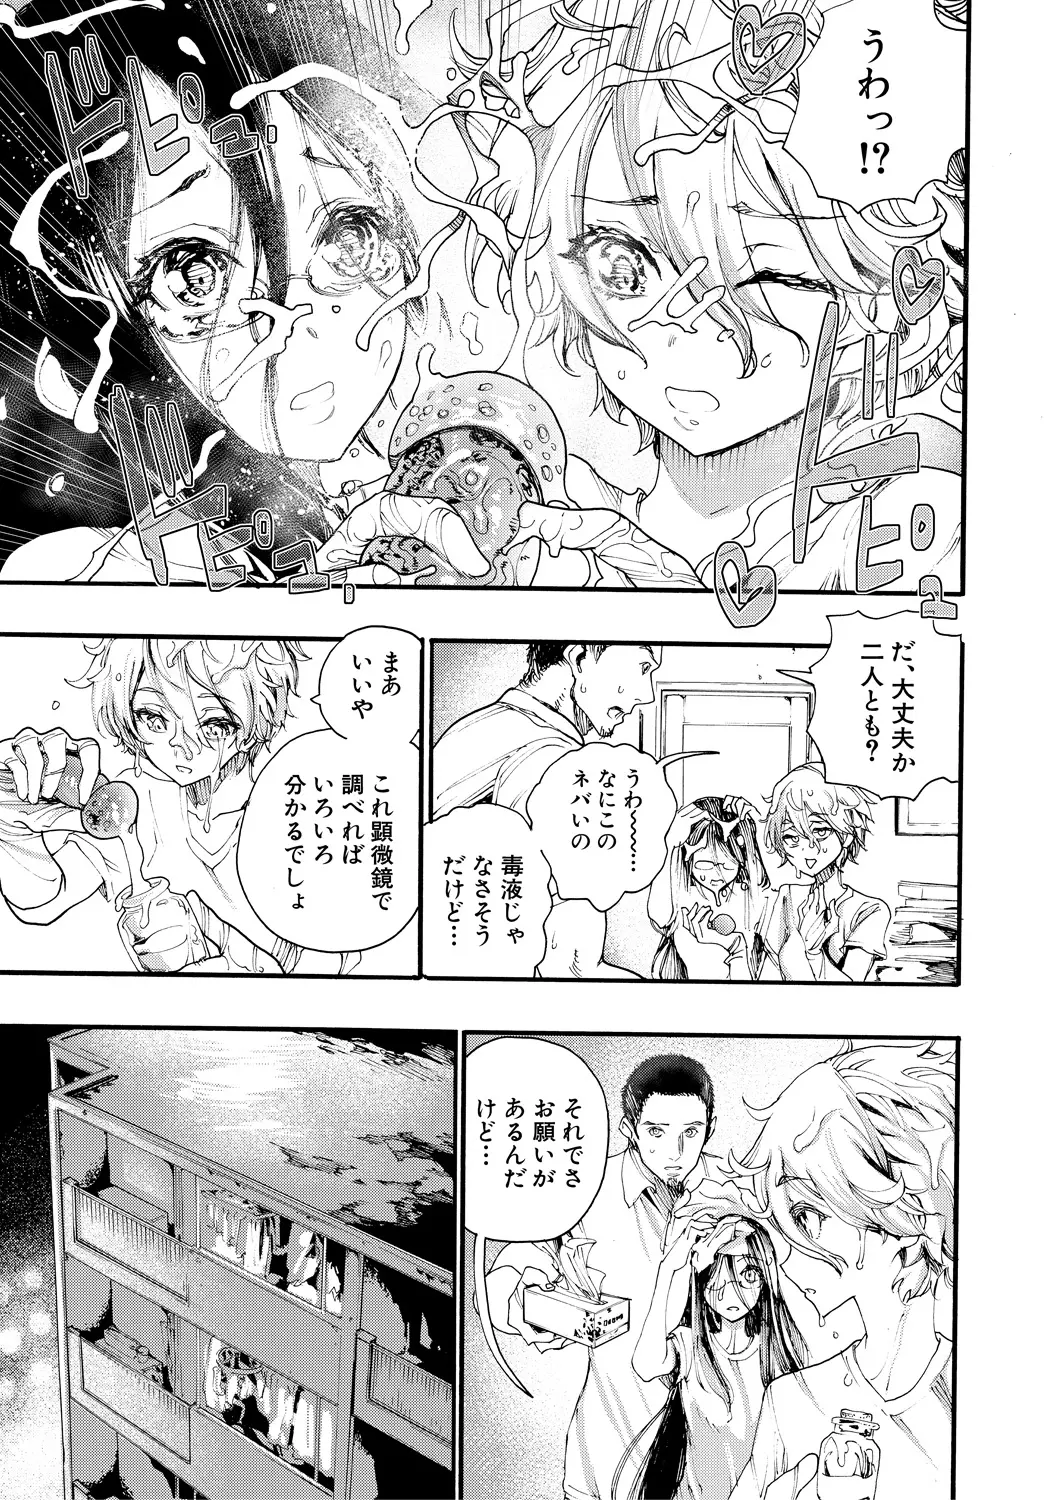 うわっ!?
ドピュ
ドピュ
ドピュッ
だ、大丈夫か
二人とも?
うわ〜〜〜…
なにこの
ネバいの
毒液じゃ
なさそう
だけど…
まあ
いいや
これ顕微鏡で
調べれば
いろいろ
分かるでしょ
それでさ
お願いが
あるんだ
けど…